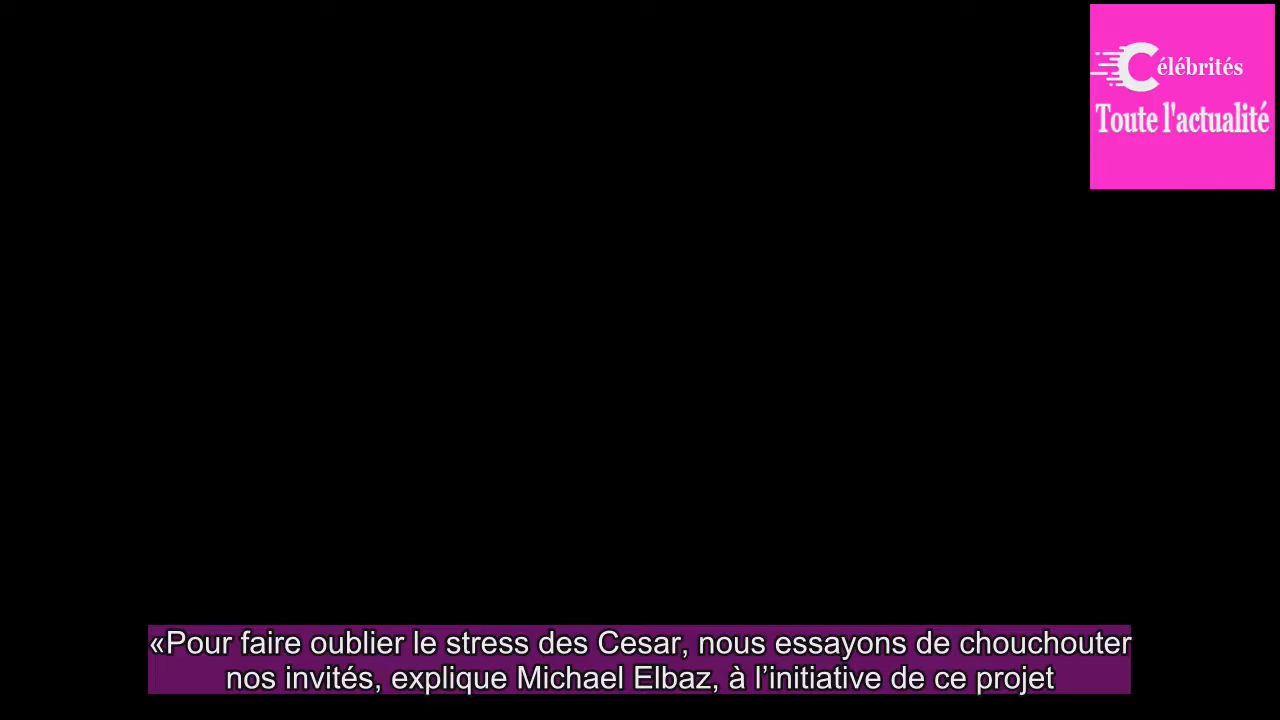 Célébrités
Toute l'actualité
«Pour faire oublier le stress des Cesar, nous essayons de chouchouter
nos invités, explique Michael Elbaz, à l’initiative de ce projet